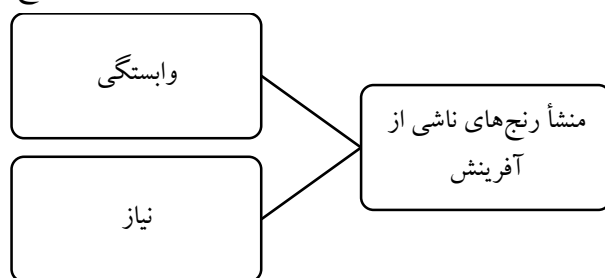 منشأ رنج‌های ناشی از
آفرینش
وابستگی
نیاز